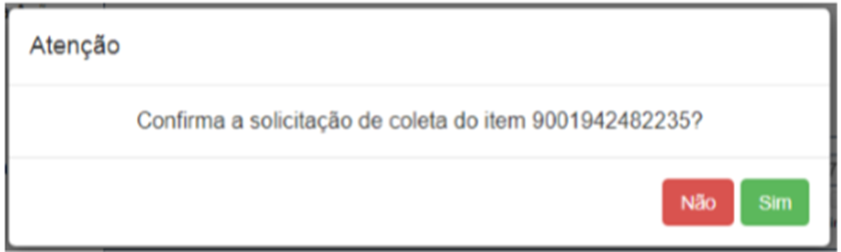 Atenção
Confirma a solicitação de coleta do item 9001942482235?
Não
Sim